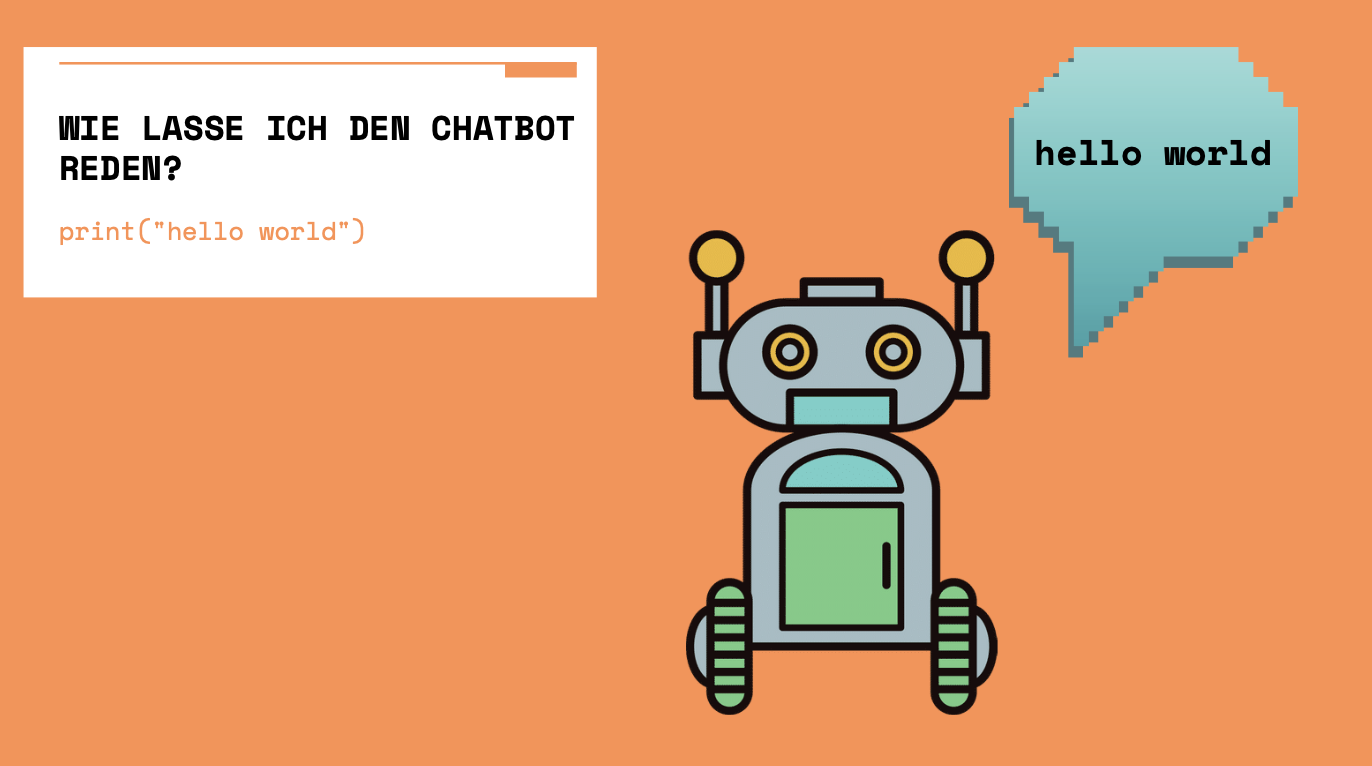 WIE LASSE ICH DEN CHATBOT
REDEN?
print("hello world")
hello world